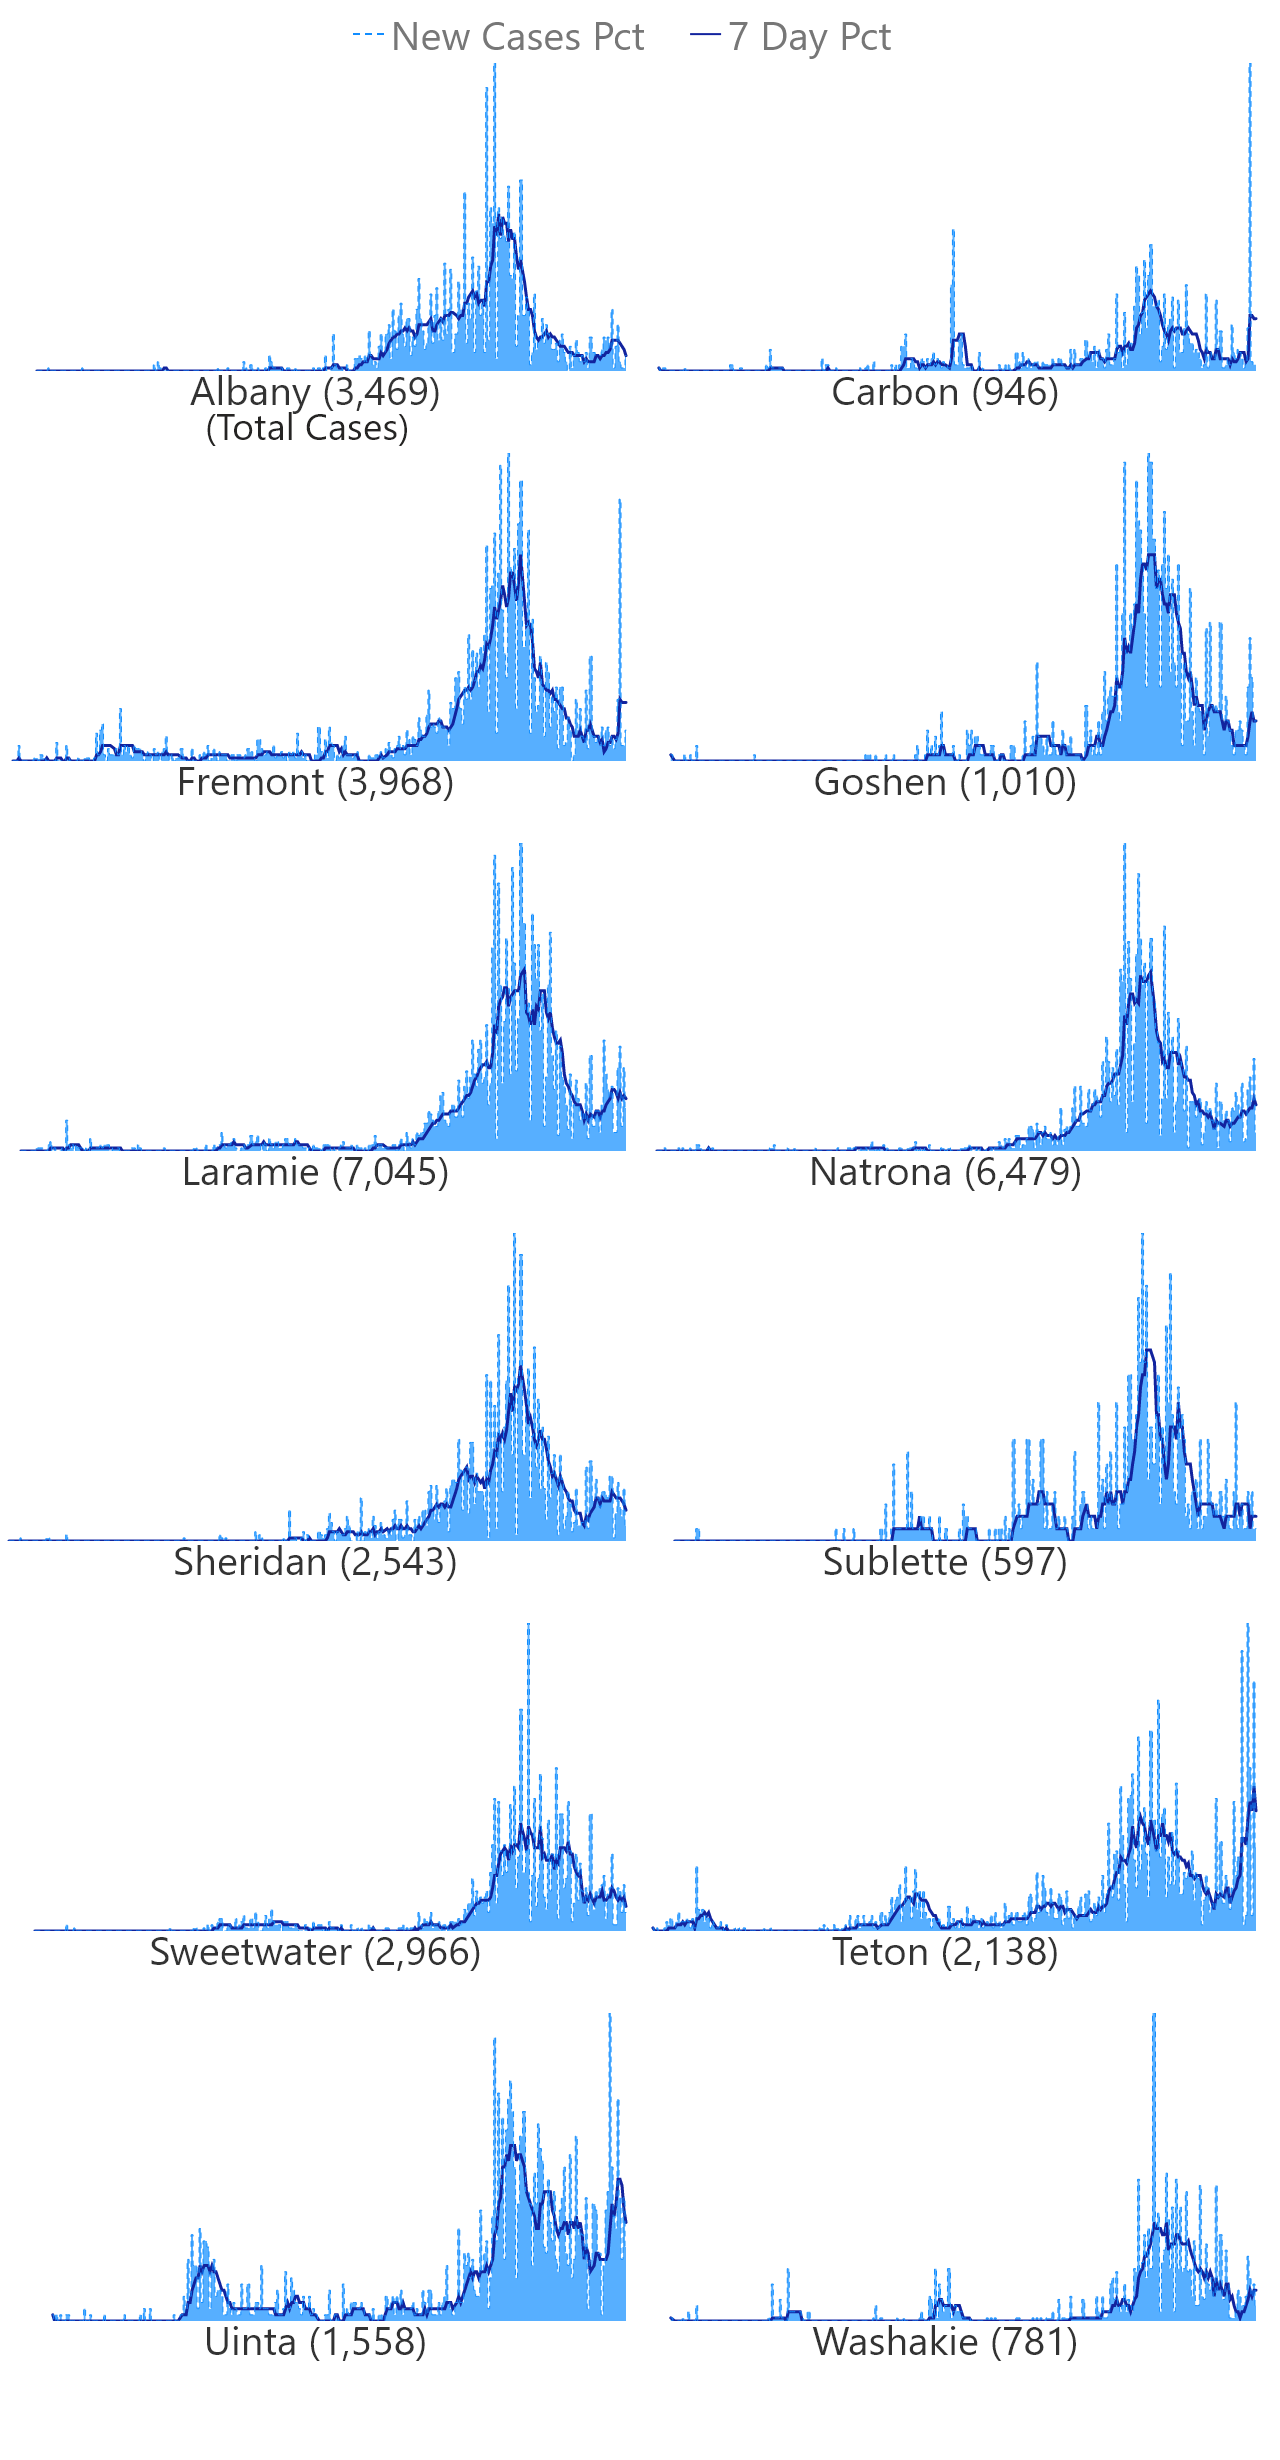 New Cases Pct 7 Day Pct
Albany (3,469) Carbon (946)
(Total Cases)
Fremont (3,968) Goshen (1,010)
Laramie (7,045) Natrona (6,479)
Sheridan (2,543) Sublette (597)
Sweetwater (2,966) Teton (2,138)
Uinta (1,558) Washakie (781)